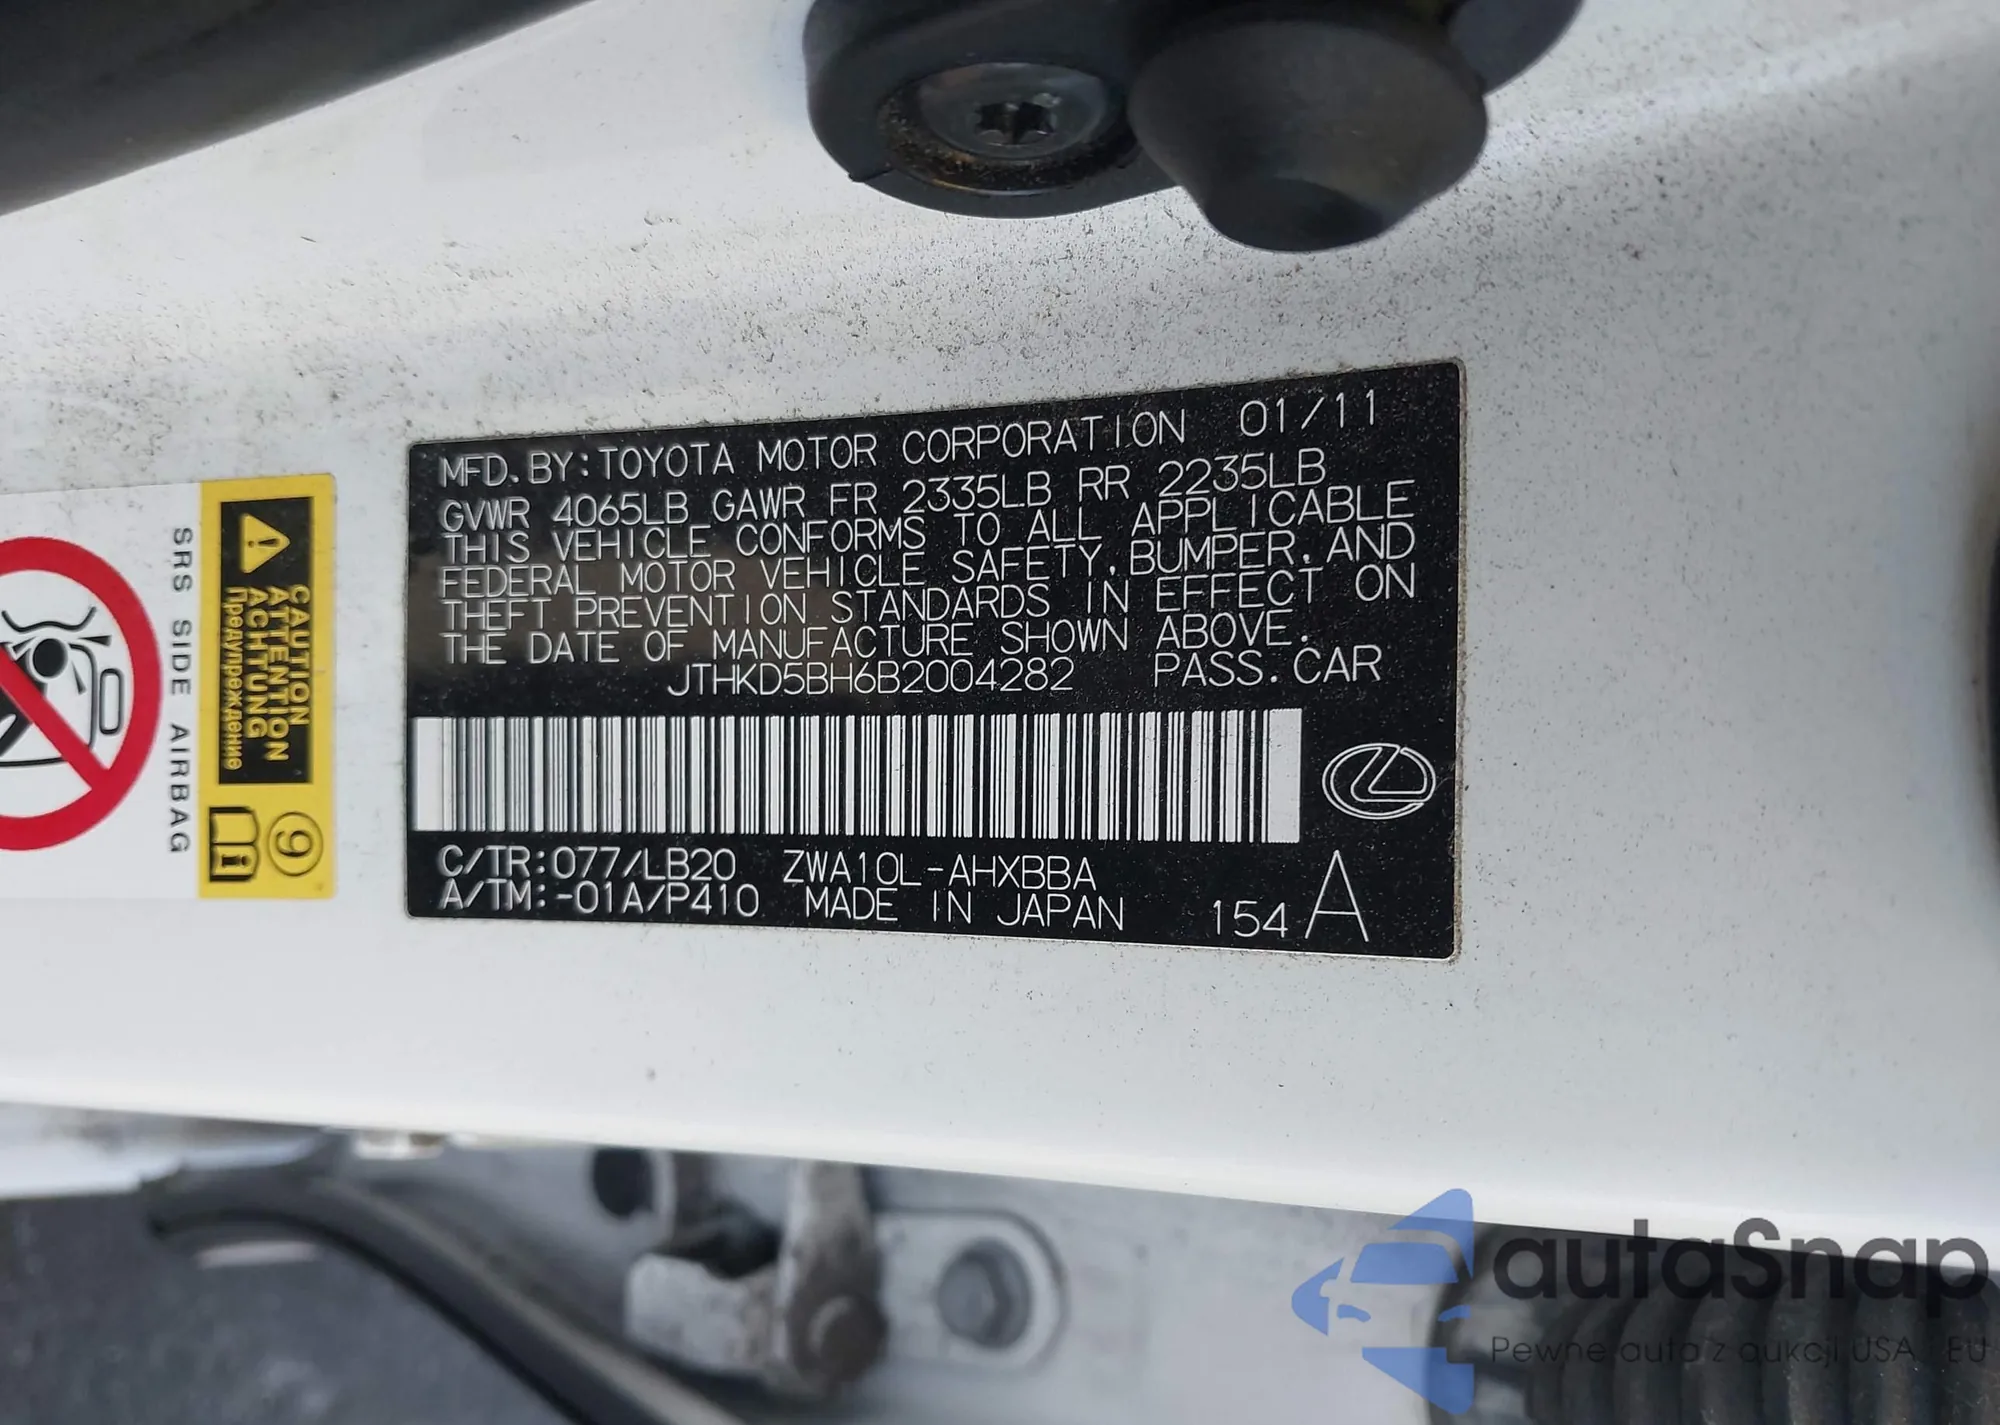 MFD. BY: TOYOTA MOTOR CORPORATION 01/11
GVWR 4065LB GAWR FR 2335LB RR 2235LB
THIS VEHICLE CONFORMS TO ALL APPLICABLE
FEDERAL MOTOR VEHICLE SAFETY, BUMPER, AND
THEFT PREVENTION STANDARDS IN EFFECT ON
THE DATE OF MANUFACTURE SHOWN ABOVE.
JTHKD5BH6B2004282 PASS. CAR
C/TR: 077/LB20 ZWA10L-AHXBBA
A/TM: -01A/P410 MADE IN JAPAN 154 A
CAUTION
ATTENTION
ACHTUNG
Предупреждение
9
SRS SIDE AIRBAG
autaSnap
Pewne auta z aukcji USA i EU